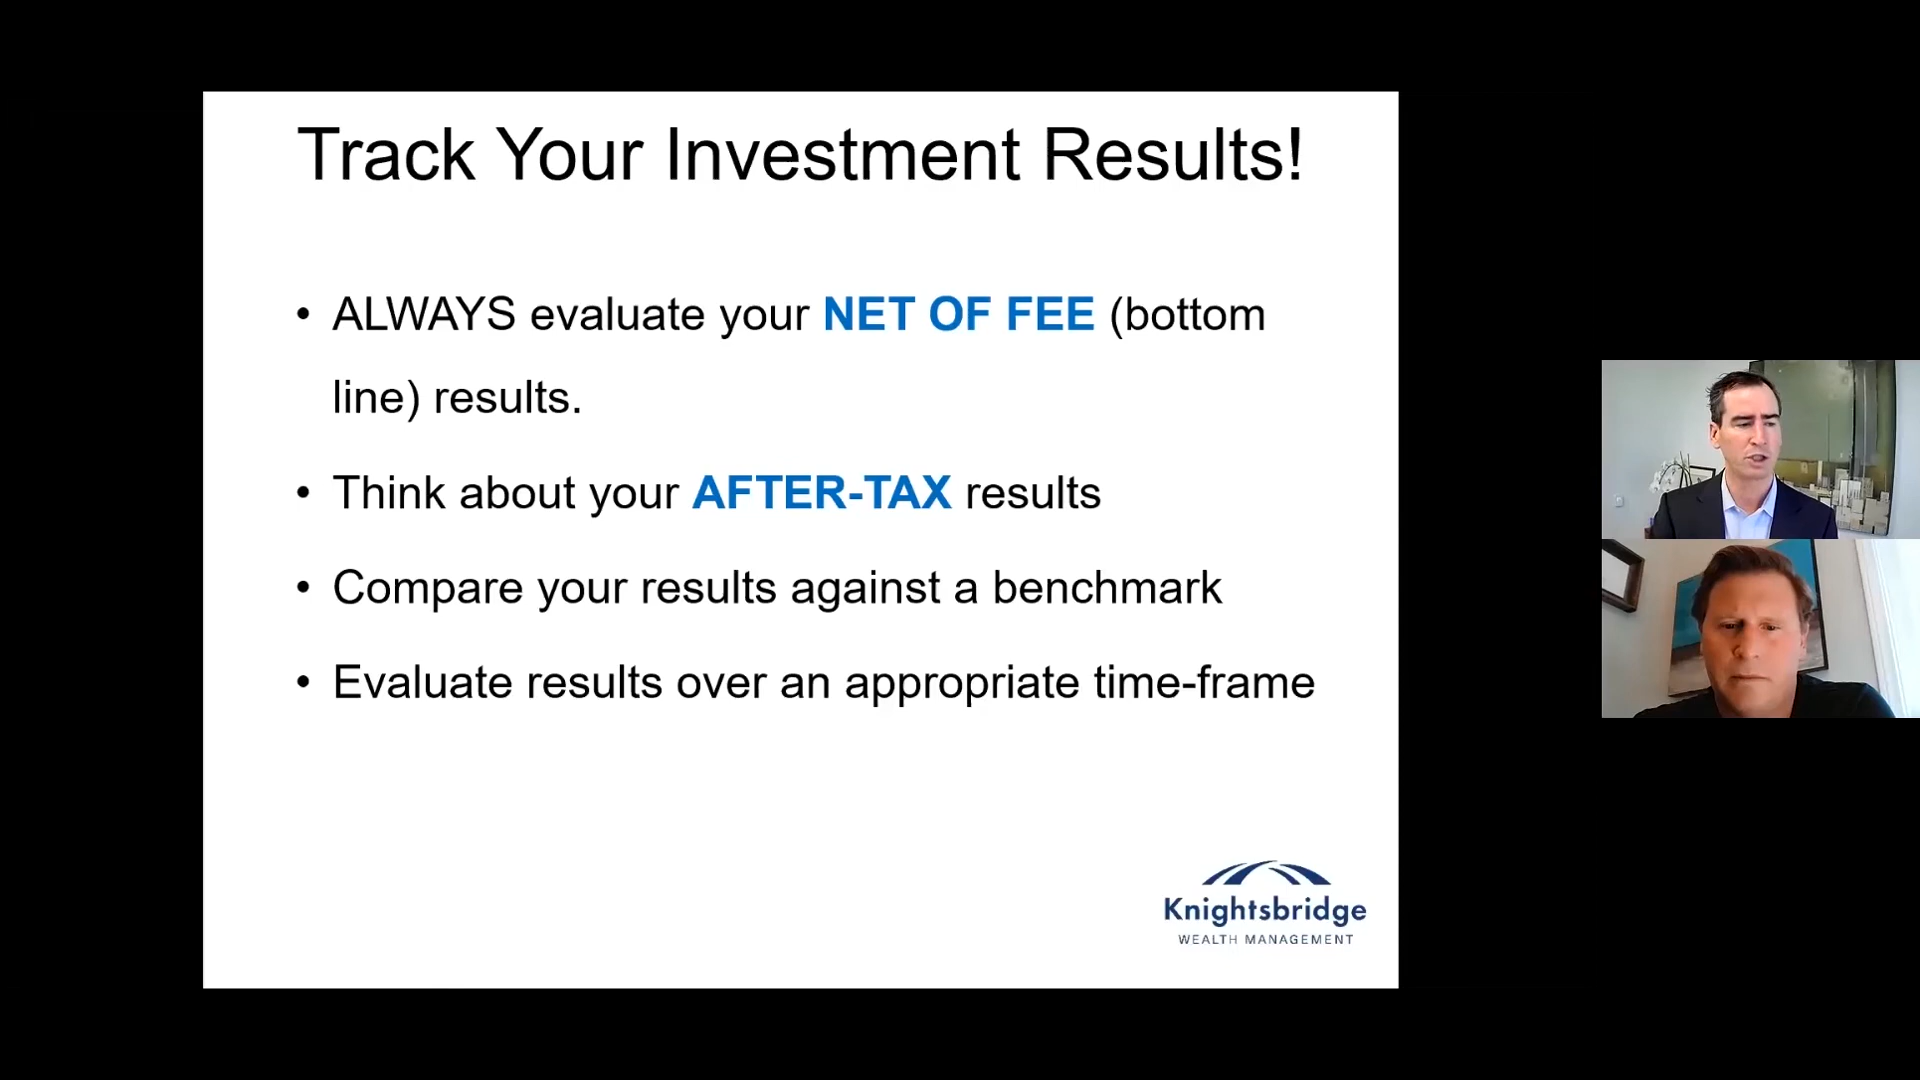 Track Your Investment Results!
• ALWAYS evaluate your NET OF FEE (bottom
line) results.
• Think about your AFTER-TAX results
• Compare your results against a benchmark
• Evaluate results over an appropriate time-frame
Knightsbridge
WEALTH MANAGEMENT